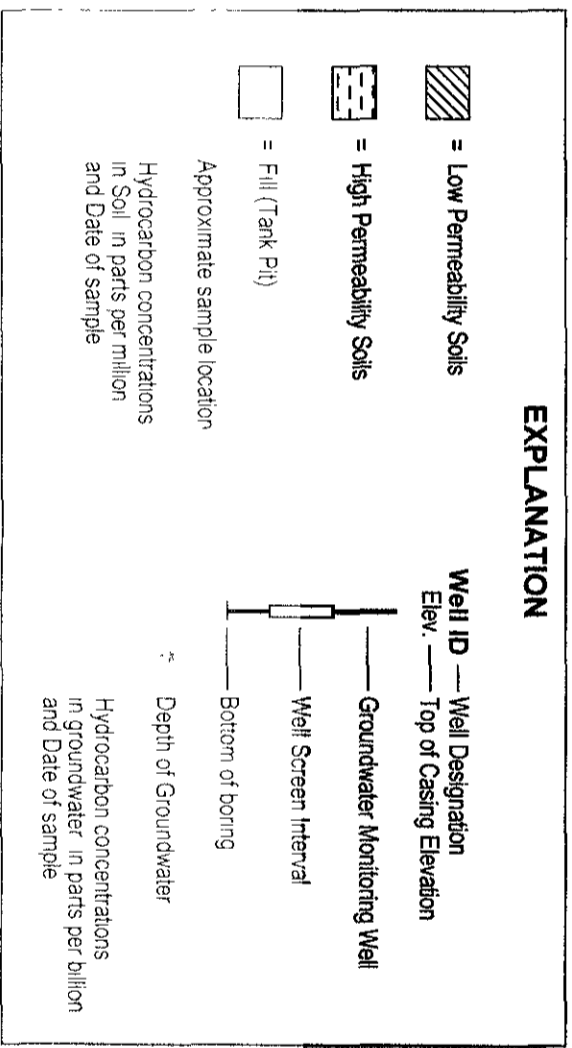 EXPLANATION
= Low Permeability Soils
= High Permeability Soils
= Fill (Tank Pit)
Approximate sample location
Hydrocarbon concentrations
in Soil in parts per million
and Date of sample
Well ID — Well Designation
Elev. — Top of Casing Elevation
Groundwater Monitoring Well
Well Screen Interval
Bottom of boring
Depth of Groundwater
Hydrocarbon concentrations
in groundwater in parts per billion
and Date of sample